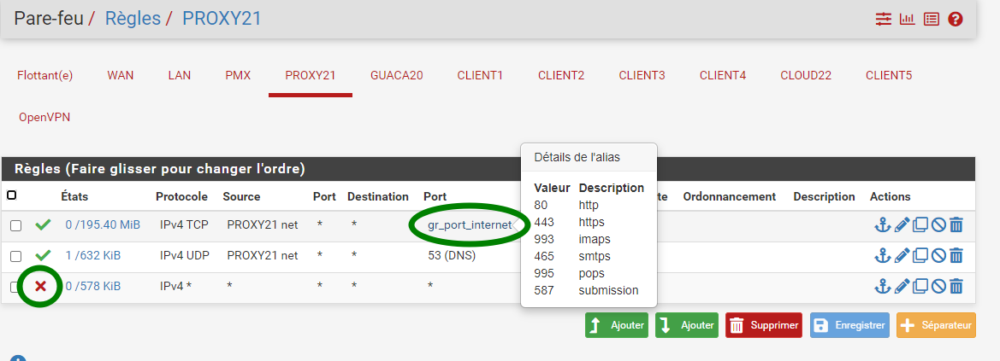 Pare-feu / Règles / PROXY21
Flottant(e) WAN LAN PMX PROXY21 GUACA20 CLIENT1 CLIENT2 CLIENT3 CLIENT4 CLOUD22 CLIENT5
OpenVPN
Règles (Faire glisser pour changer l'ordre)
États Protocole Source Port Destination Port te Ordonnancement Description Actions
0 /195.40 MiB IPv4 TCP PROXY21 net * * gr_port_internet
1 /632 KiB IPv4 UDP PROXY21 net * * 53 (DNS)
0 /578 KiB IPv4 * * * * *
Détails de l'alias
Valeur Description
80 http
443 https
993 imaps
465 smtps
995 pops
587 submission
Ajouter Ajouter Supprimer Enregistrer Séparateur